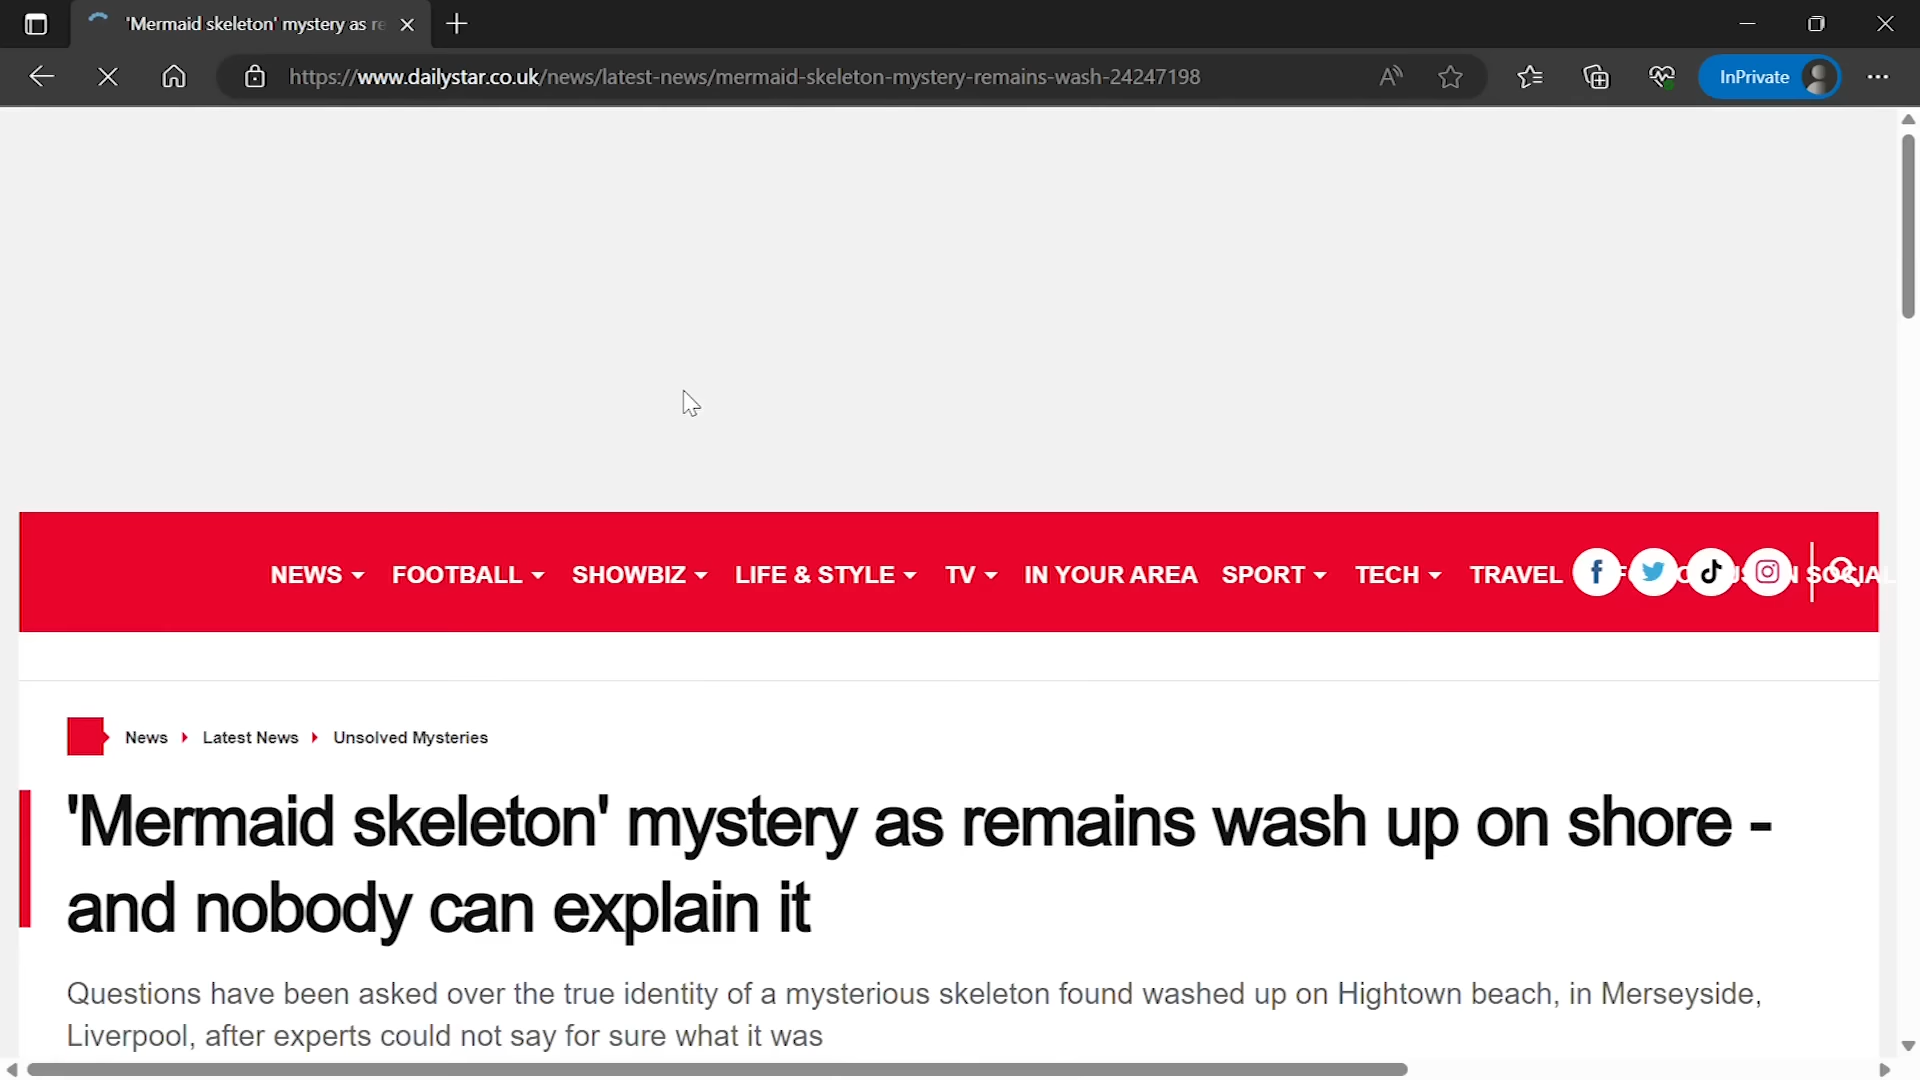 'Mermaid skeleton' mystery as re
https://www.dailystar.co.uk/news/latest-news/mermaid-skeleton-mystery-remains-wash-24247198
InPrivate
NEWS FOOTBALL SHOWBIZ LIFE & STYLE TV IN YOUR AREA SPORT TECH TRAVEL SOCIAL
News Latest News Unsolved Mysteries
'Mermaid skeleton' mystery as remains wash up on shore -
and nobody can explain it
Questions have been asked over the true identity of a mysterious skeleton found washed up on Hightown beach, in Merseyside,
Liverpool, after experts could not say for sure what it was